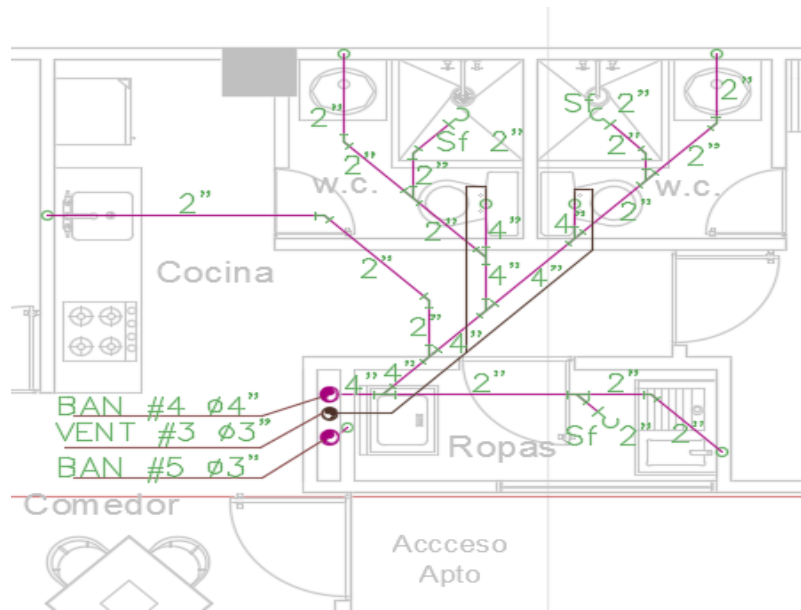 2"
2"
2"
Sf 2"
2"
Sf 2"
2"
2"
2"
W.C.
W.C.
2"
2"
2"
4"
4"
4"
4"
Cocina
2"
2"
4"
4"
4"
2"
BAN #4 ø4"
VENT #3 ø3"
BAN #5 ø3"
Ropas
Sf 2"
2"
Comedor
Acceso
Apto